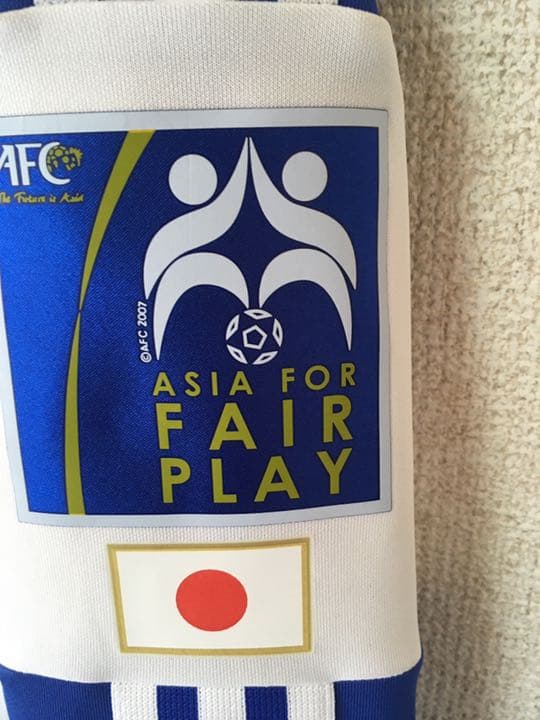 AFC
The Future is Asia
©AFC 2007
ASIA FOR
FAIR
PLAY